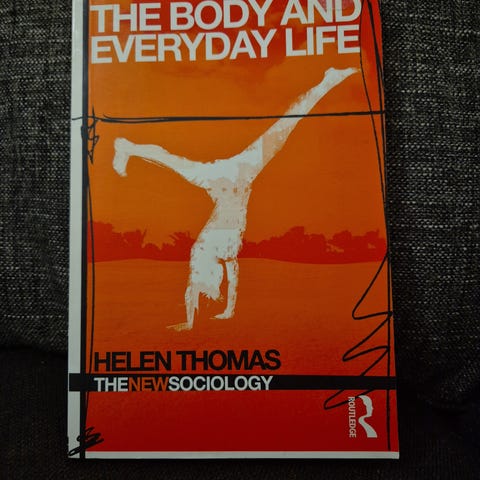 THE BODY AND
EVERYDAY LIFE
HELEN THOMAS
THENEWSOCIOLOGY
ROUTLEDGE